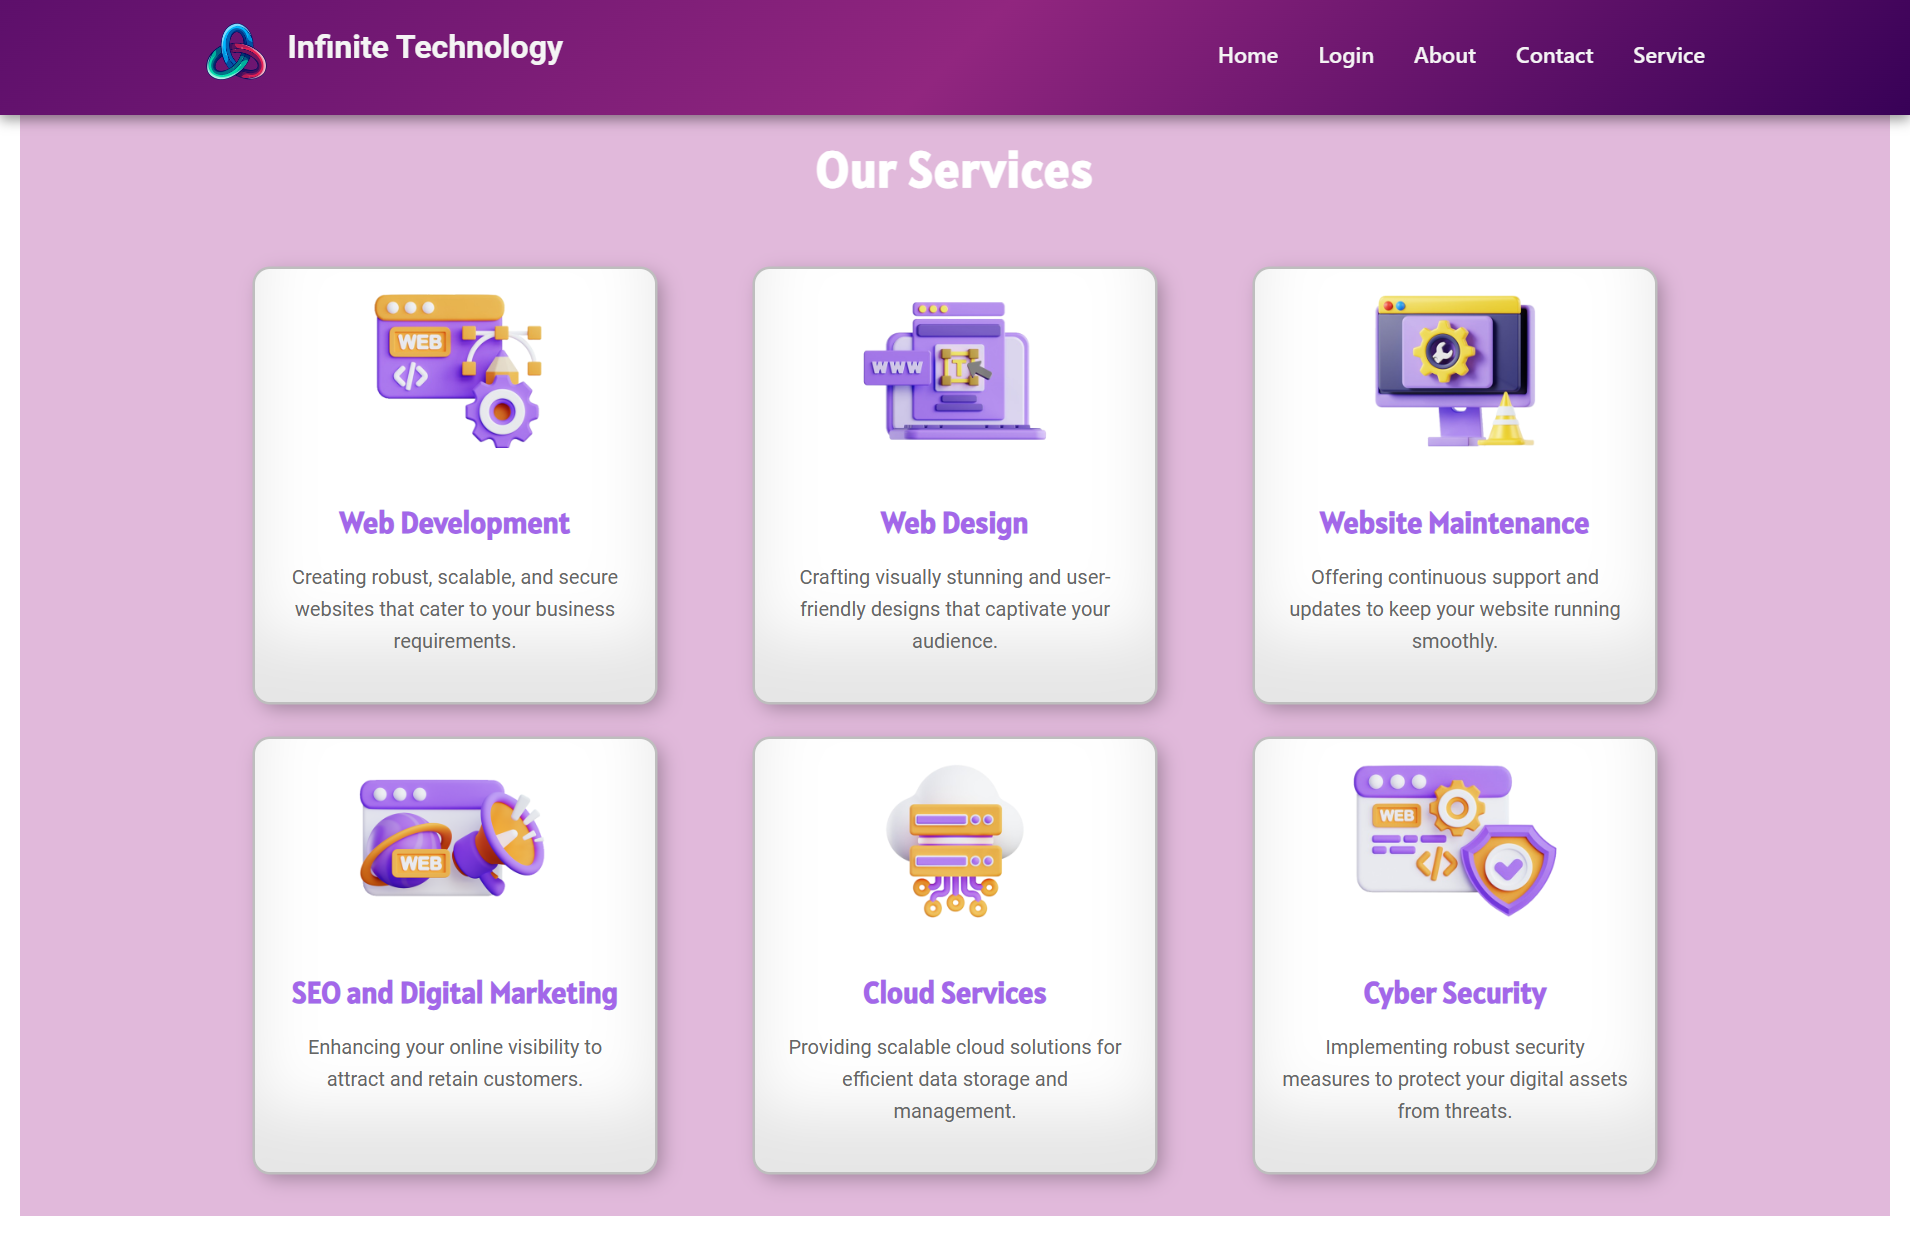 Infinite Technology
Home Login About Contact Service
Our Services
WEB
</>
WWW
T
Web Development
Creating robust, scalable, and secure
websites that cater to your business
requirements.
Web Design
Crafting visually stunning and user-
friendly designs that captivate your
audience.
Website Maintenance
Offering continuous support and
updates to keep your website running
smoothly.
WEB
WEB
</>
SEO and Digital Marketing
Enhancing your online visibility to
attract and retain customers.
Cloud Services
Providing scalable cloud solutions for
efficient data storage and
management.
Cyber Security
Implementing robust security
measures to protect your digital assets
from threats.